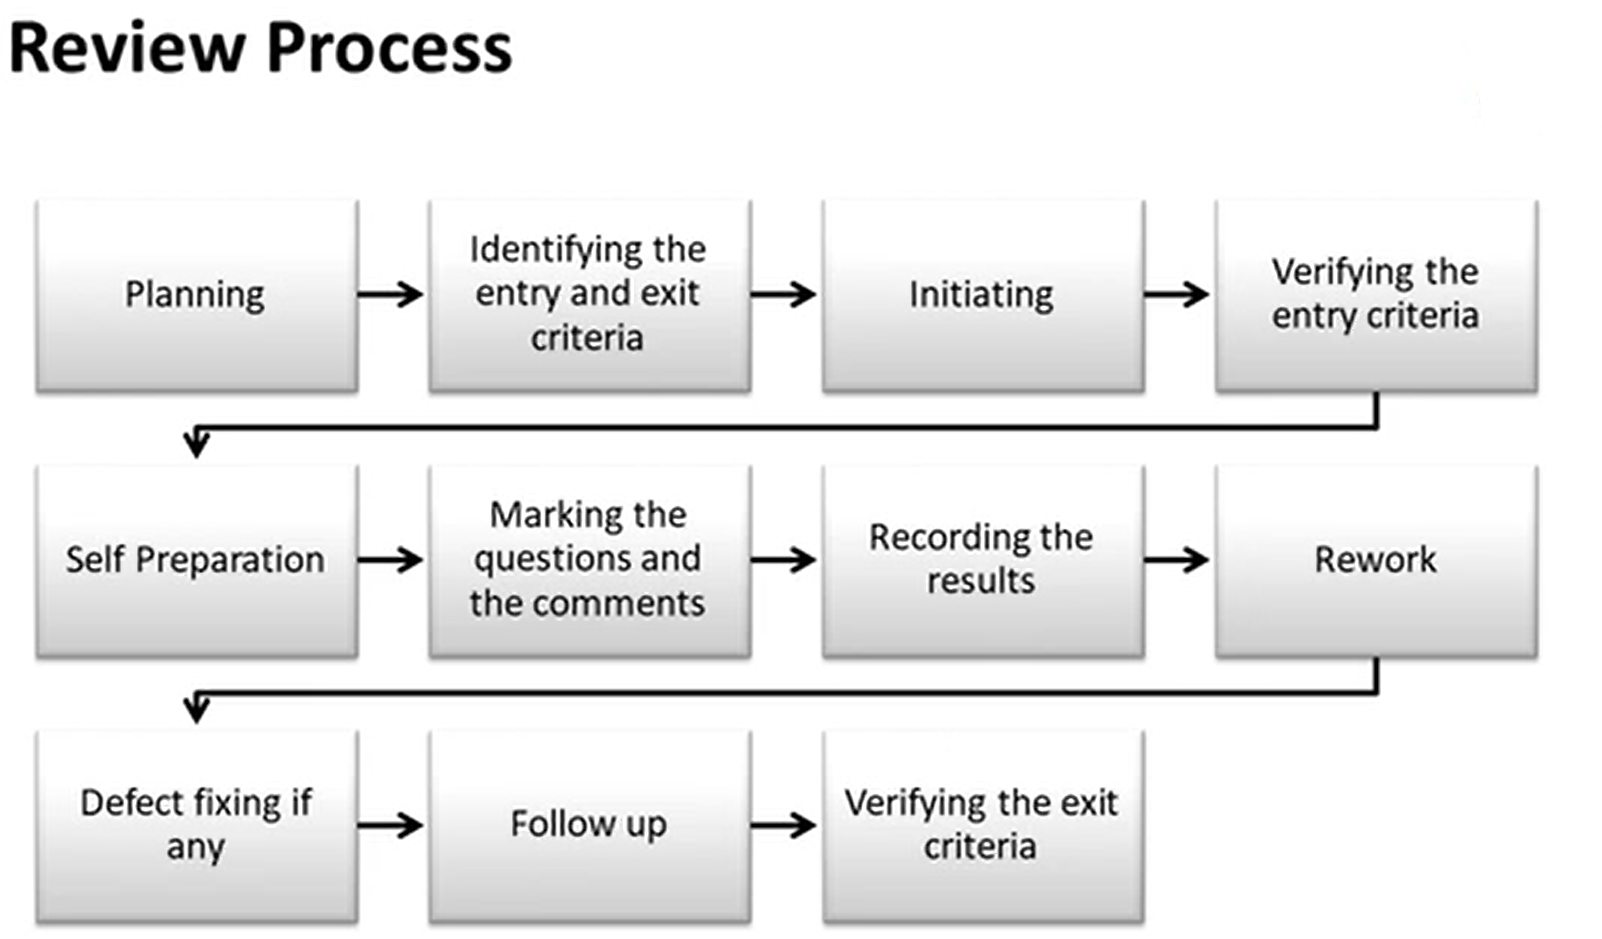 Review Process
Planning
Identifying the
entry and exit
criteria
Initiating
Verifying the
entry criteria
Self Preparation
Marking the
questions and
the comments
Recording the
results
Rework
Defect fixing if
any
Follow up
Verifying the exit
criteria